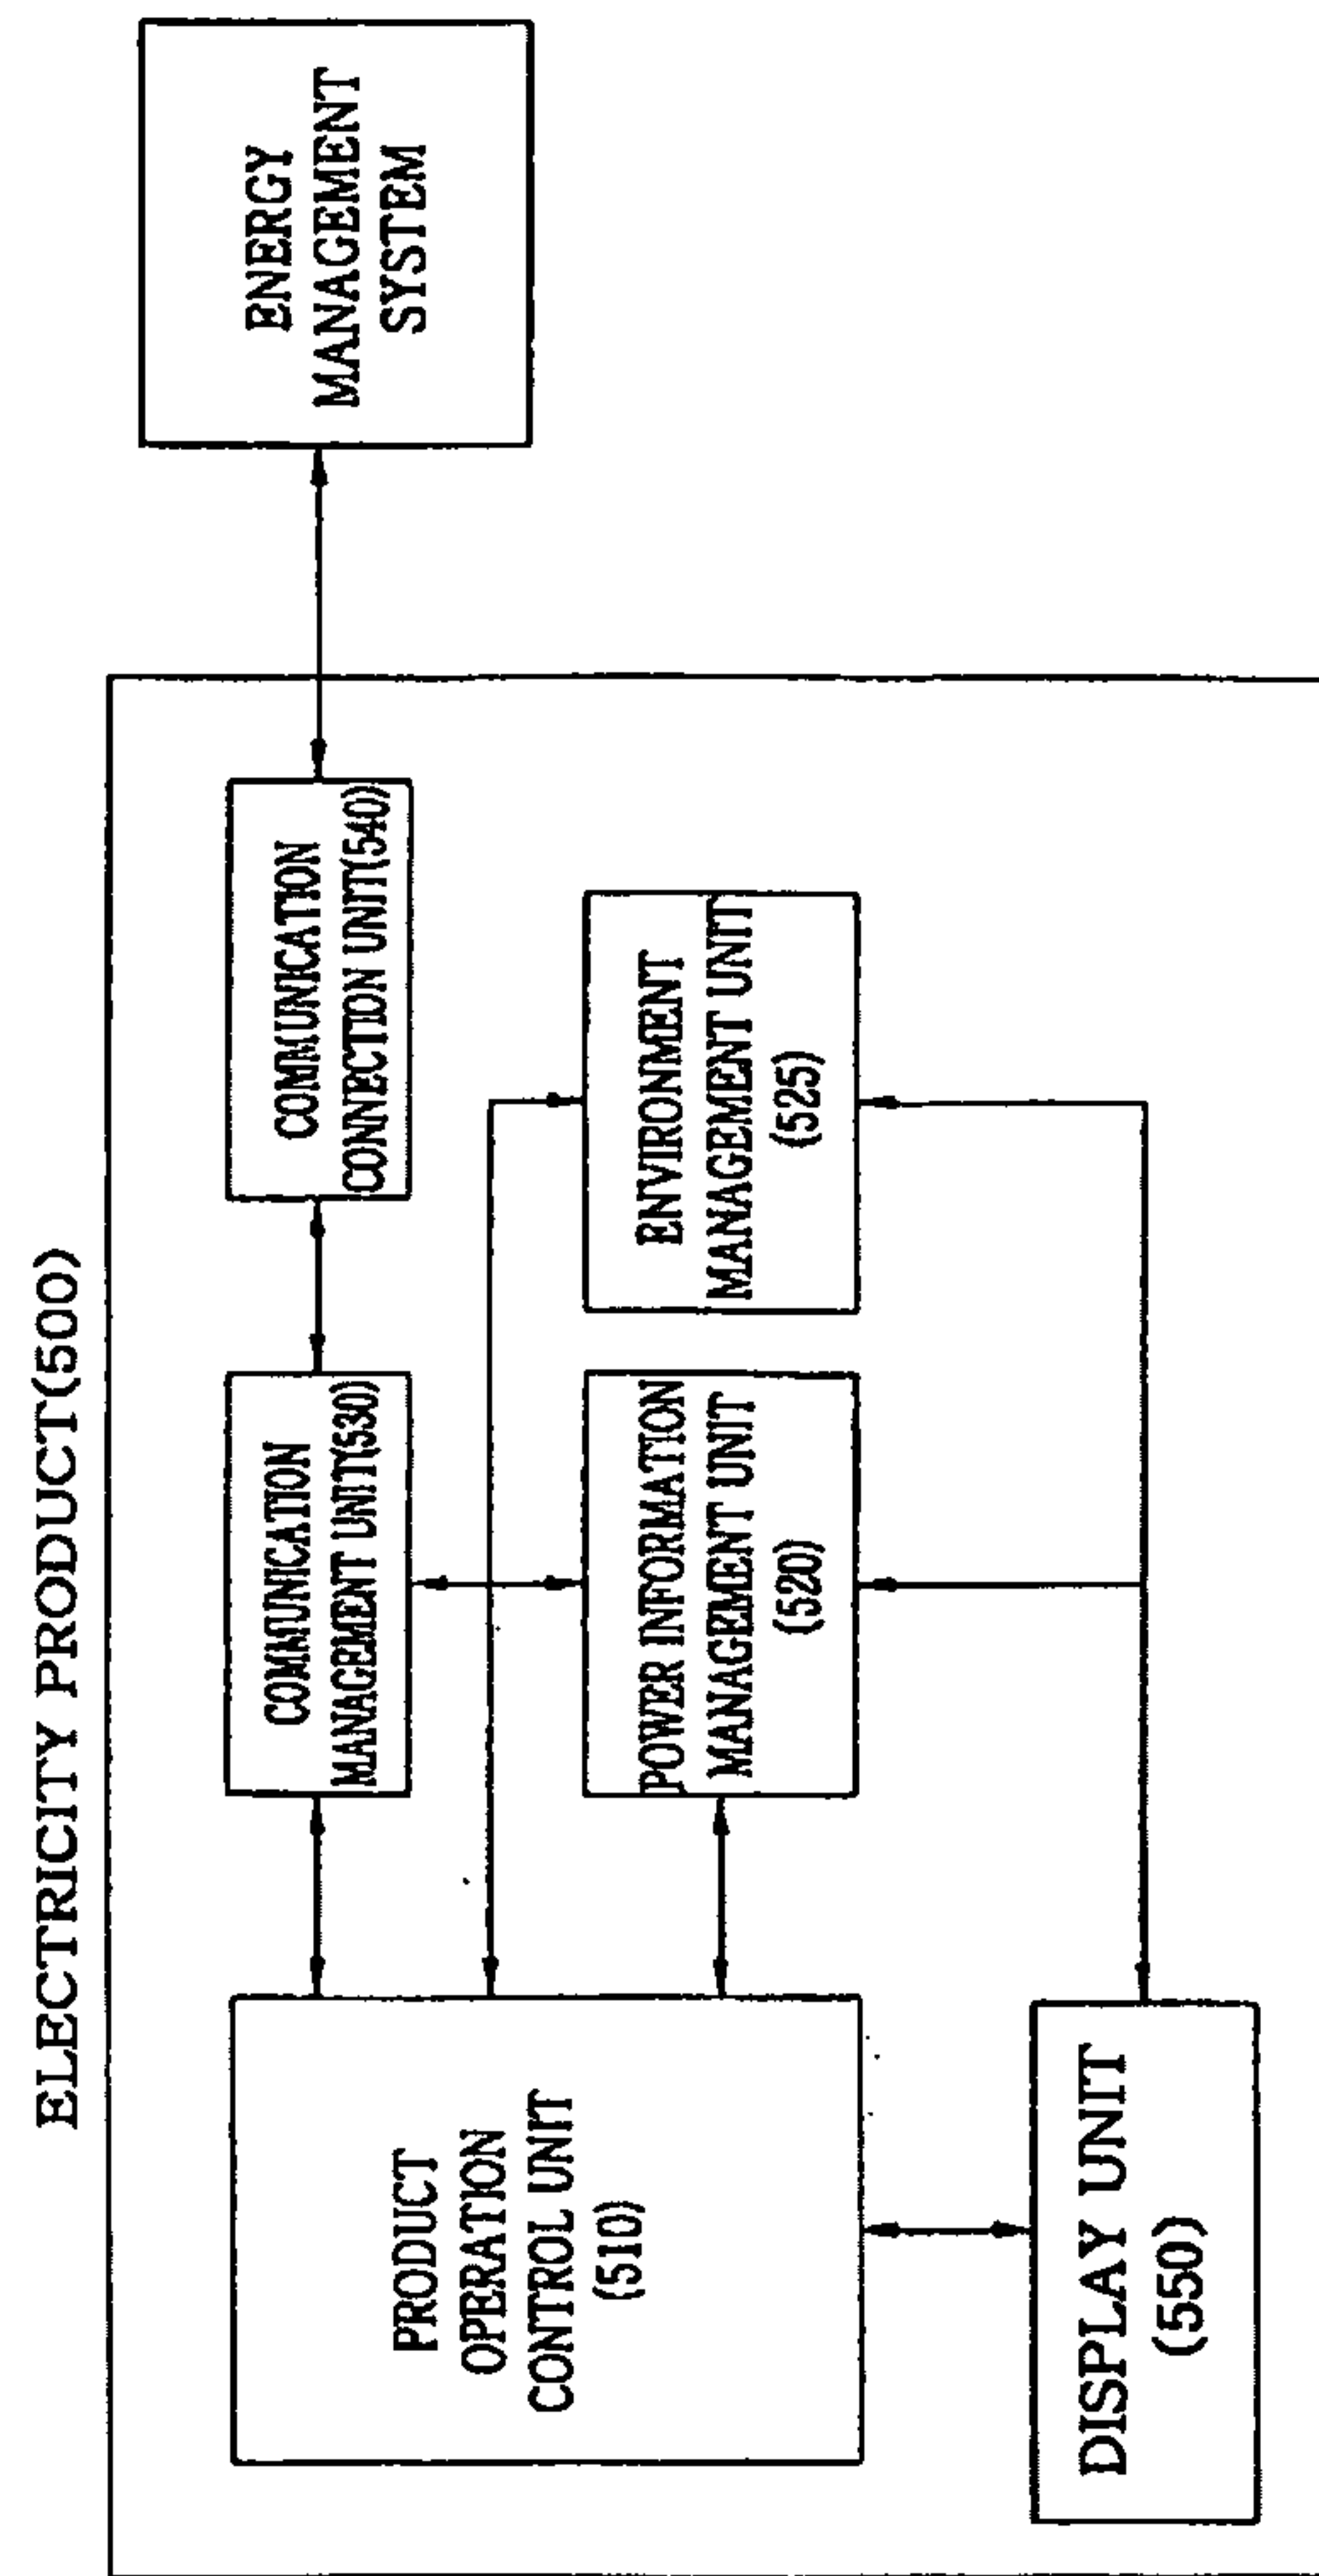 ELECTRICITY PRODUCT(500)
PRODUCT
OPERATION
CONTROL UNIT
(510)
COMMUNICATION
MANAGEMENT UNIT(530)
COMMUNICATION
CONNECTION UNIT(540)
ENERGY
MANAGEMENT
SYSTEM
POWER INFORMATION
MANAGEMENT UNIT
(520)
ENVIRONMENT
MANAGEMENT UNIT
(525)
DISPLAY UNIT
(550)